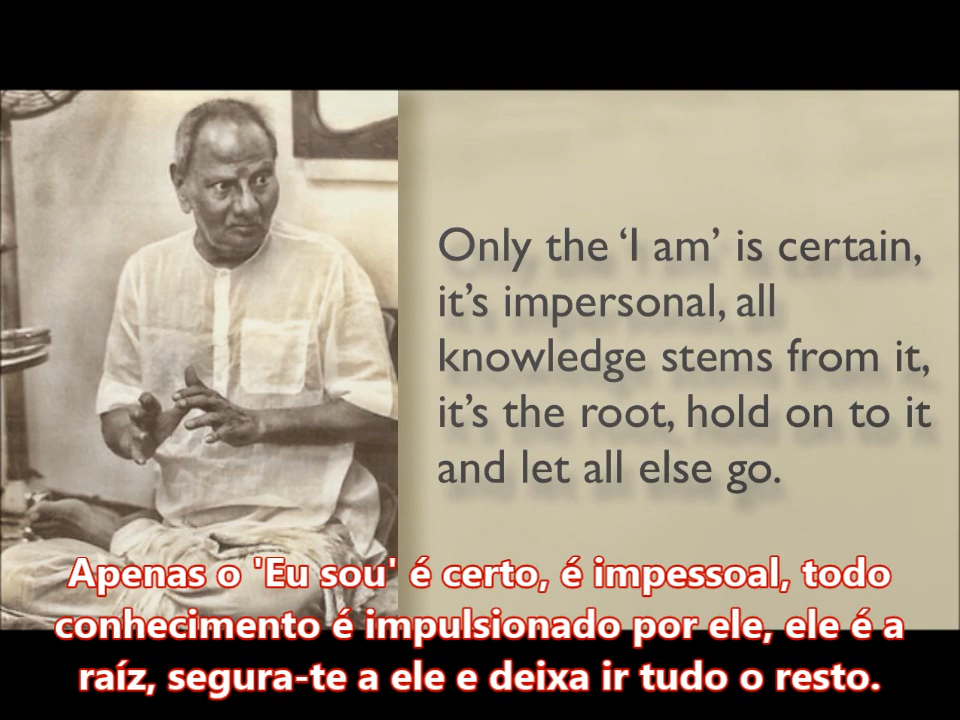 Only the ‘I am’ is certain,
it’s impersonal, all
knowledge stems from it,
it’s the root, hold on to it
and let all else go.
Apenas o 'Eu sou' é certo, é impessoal, todo
conhecimento é impulsionado por ele, ele é a
raíz, segura-te a ele e deixa ir tudo o resto.